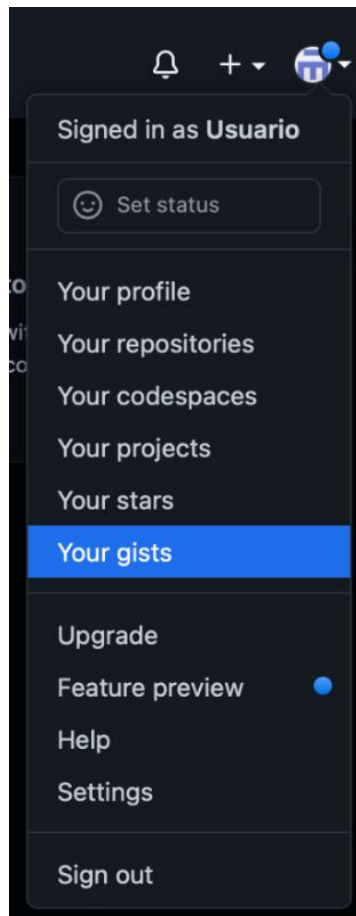 Signed in as Usuario
Set status
Your profile
Your repositories
Your codespaces
Your projects
Your stars
Your gists
Upgrade
Feature preview
Help
Settings
Sign out